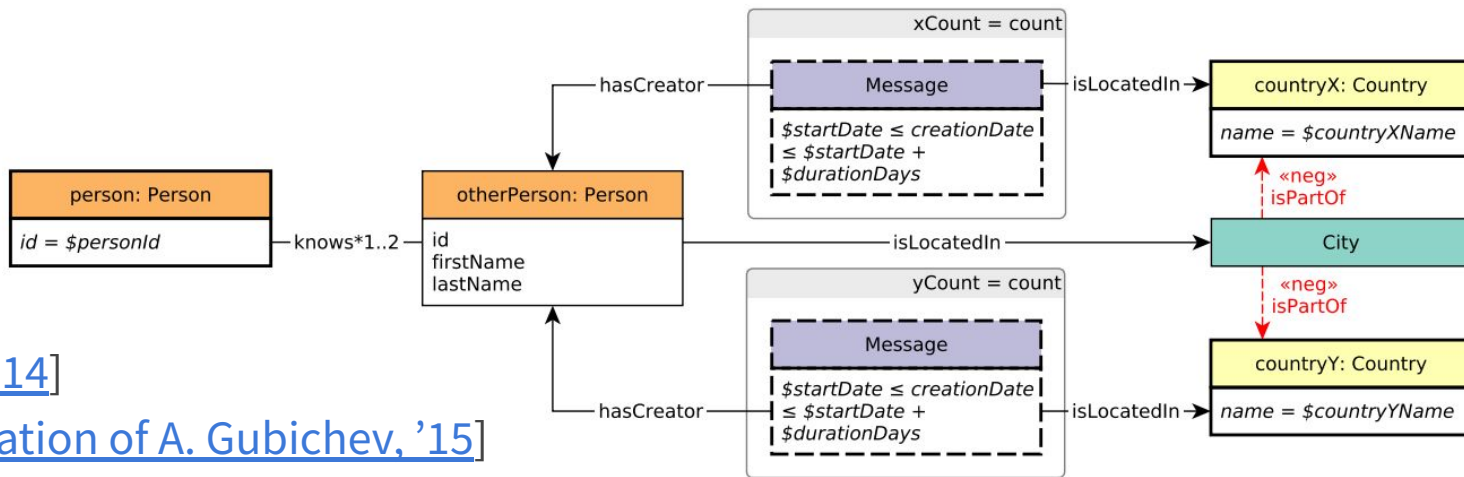 xCount = count
Message
$startDate ≤ creationDate
≤ $startDate +
$durationDays
hasCreator
isLocatedIn
countryX: Country
name = $countryXName
«neg»
isPartOf
person: Person
id = $personId
knows*1..2
otherPerson: Person
id
firstName
lastName
isLocatedIn
City
yCount = count
Message
$startDate ≤ creationDate
≤ $startDate +
$durationDays
hasCreator
isLocatedIn
«neg»
isPartOf
countryY: Country
name = $countryYName
14]
ation of A. Gubichev, ’15]